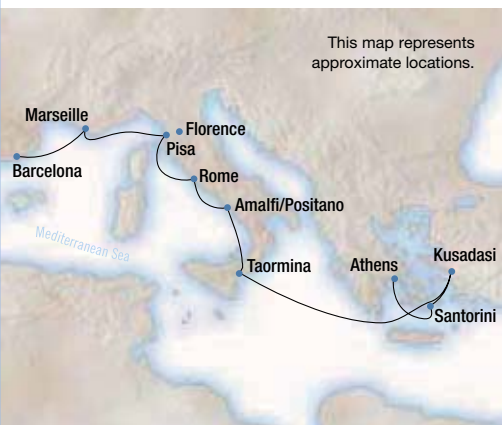 This map represents
approximate locations.
Marseille
Florence
Pisa
Barcelona
Rome
Amalfi/Positano
Mediterranean Sea
Taormina
Athens
Kusadasi
Santorini